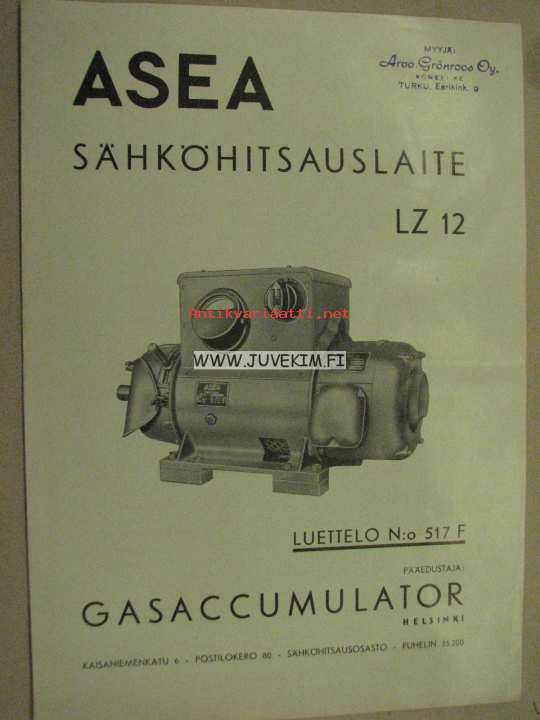 MYYJÄ:
Arvo Grönroos Oy.
KONELIIKE
TURKU, Eerikink. 9
ASEA
SÄHKÖHITSAUSLAITE
LZ 12
Antikvariaatti.net
WWW.JUVEKIM.FI
ASEA
LUETTELO N:o 517 F
PÄÄEDUSTAJA:
GASACCUMULATOR
HELSINKI
KAISANIEMENKATU 6 - POSTILOKERO 80 - SÄHKÖHITSAUSOSASTO - PUHELIN 35 200